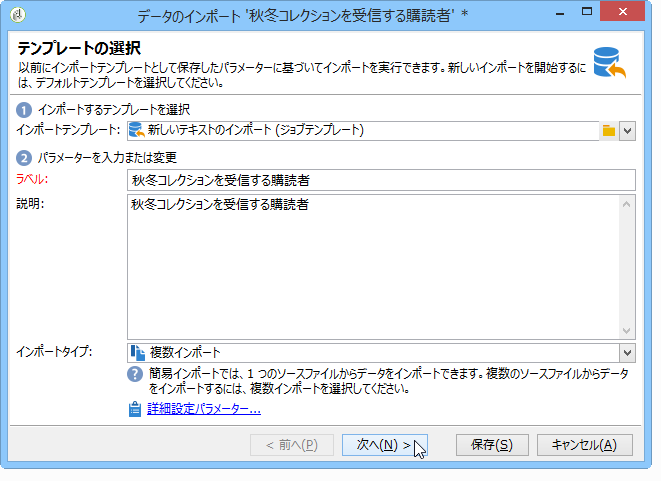 データのインポート '秋冬コレクションを受信する購読者' *
テンプレートの選択
以前にインポートテンプレートとして保存したパラメーターに基づいてインポートを実行できます。新しいインポートを開始するに
は、デフォルトテンプレートを選択してください。
1 インポートするテンプレートを選択
インポートテンプレート: 新しいテキストのインポート (ジョブテンプレート)
2 パラメーターを入力または変更
ラベル: 秋冬コレクションを受信する購読者
説明: 秋冬コレクションを受信する購読者
インポートタイプ: 複数インポート
? 簡易インポートでは、1 つのソースファイルからデータをインポートできます。複数のソースファイルからデータ
をインポートするには、複数インポートを選択してください。
詳細設定パラメーター...
< 前へ(P) 次へ(N) > 保存(S) キャンセル(A)